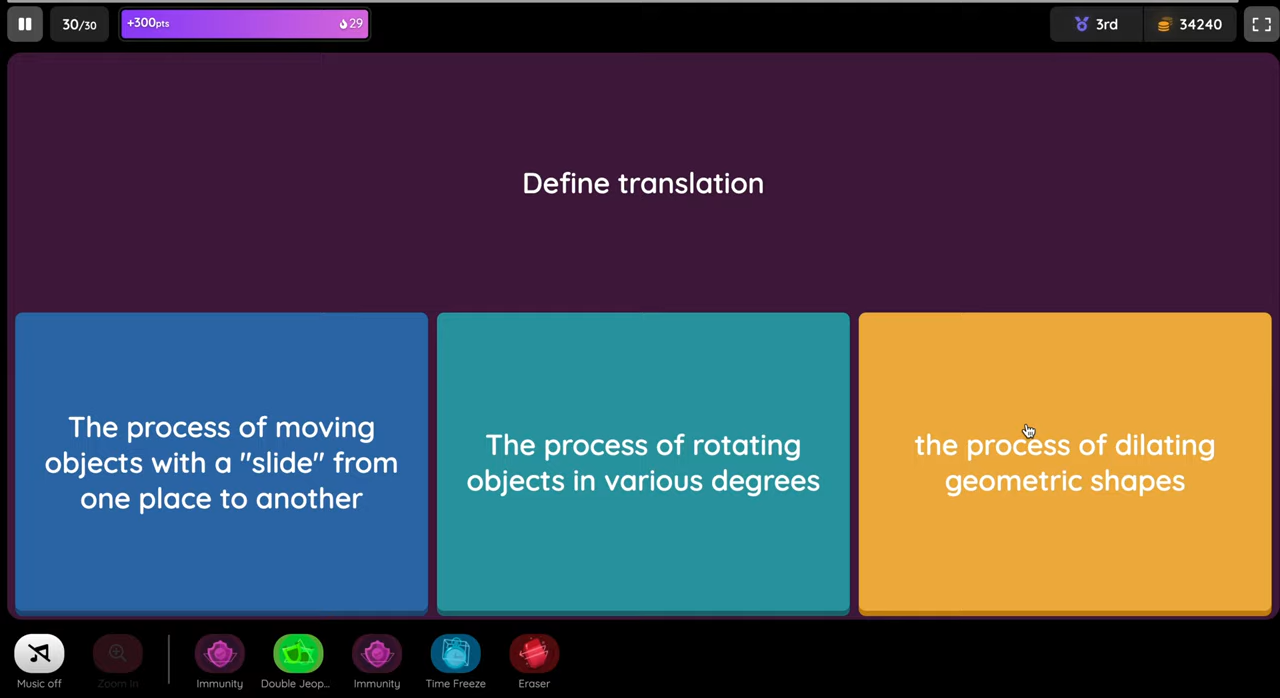 30/30
+300pts
29
3rd
34240
Define translation
The process of moving
objects with a "slide" from
one place to another
The process of rotating
objects in various degrees
the process of dilating
geometric shapes
Music off
Zoom in
Immunity
Double Jeop...
Immunity
Time Freeze
Eraser